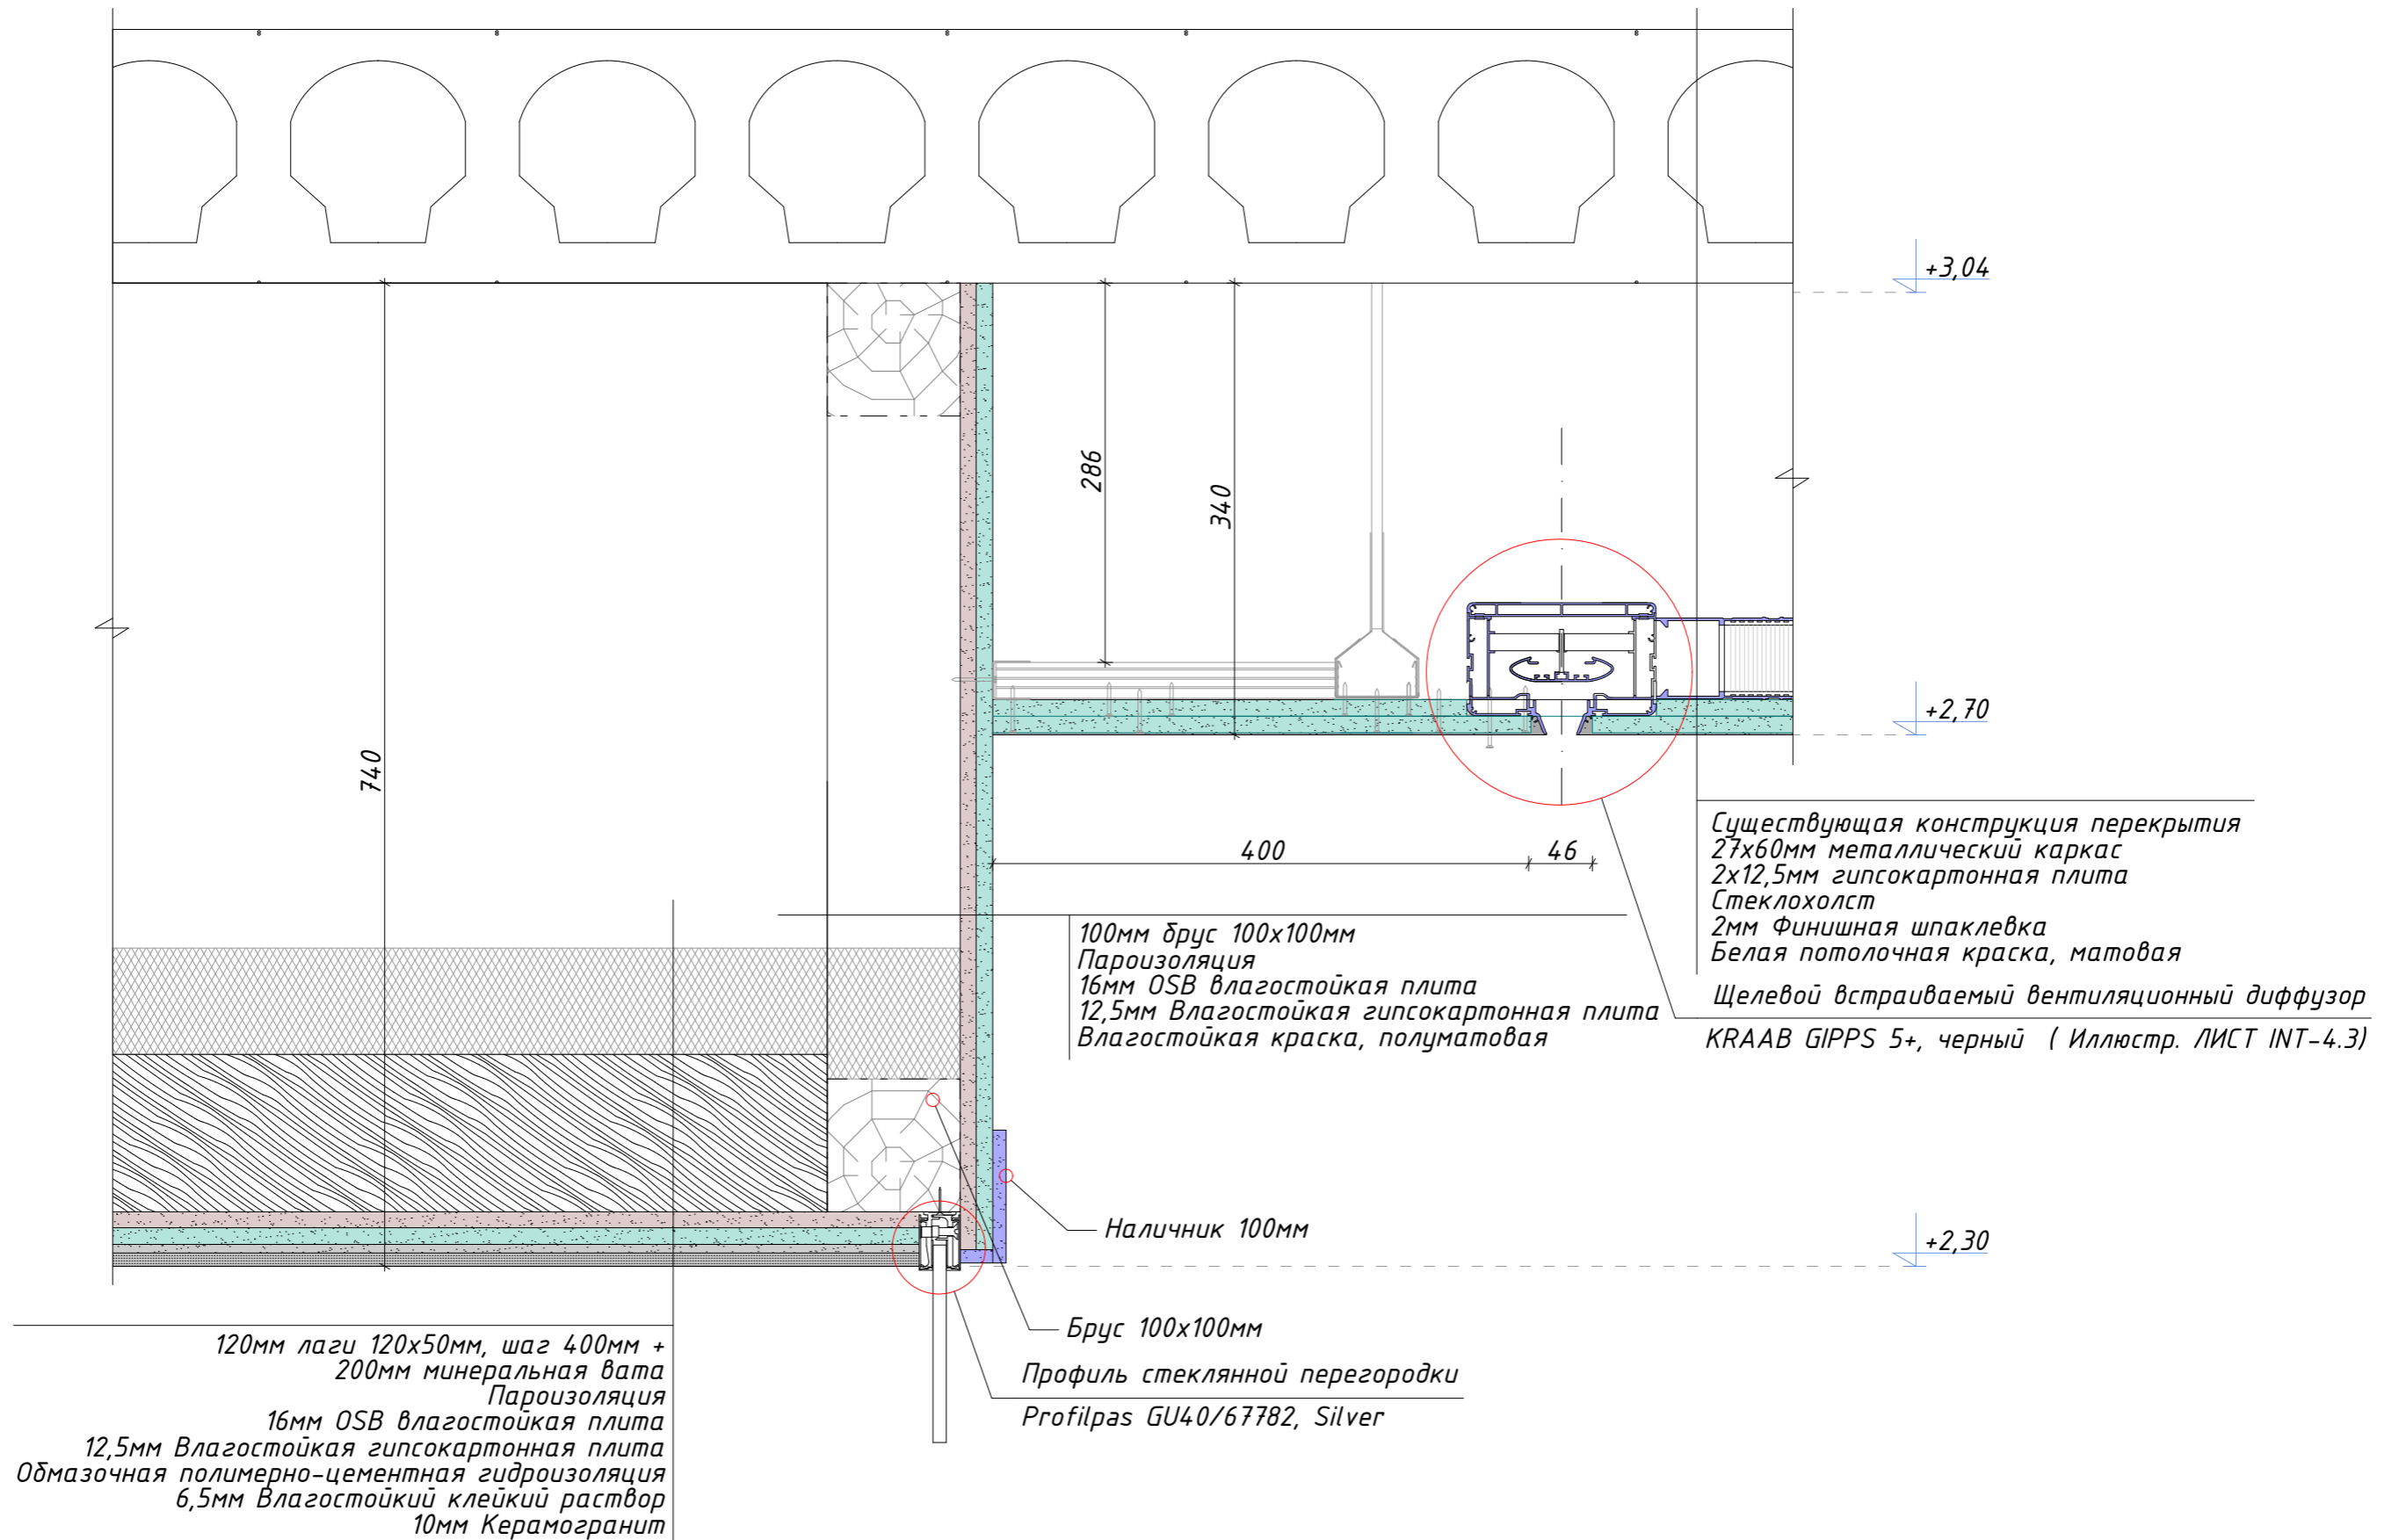 +3,04
286
340
+2,70
740
400
46
Существующая конструкция перекрытия
27х60мм металлический каркас
2х12,5мм гипсокартонная плита
Стеклохолст
2мм Финишная шпаклевка
Белая потолочная краска, матовая
Щелевой встраиваемый вентиляционный диффузор
KRAAB GIPPS 5+, черный ( Иллюстр. ЛИСТ INT-4.3)
100мм брус 100х100мм
Пароизоляция
16мм OSB влагостойкая плита
12,5мм Влагостойкая гипсокартонная плита
Влагостойкая краска, полуматовая
Наличник 100мм
+2,30
Брус 100х100мм
Профиль стеклянной перегородки
Profilpas GU40/67782, Silver
120мм лаги 120х50мм, шаг 400мм +
200мм минеральная вата
Пароизоляция
16мм OSB влагостойкая плита
12,5мм Влагостойкая гипсокартонная плита
Обмазочная полимерно-цементная гидроизоляция
6,5мм Влагостойкий клейкий раствор
10мм Керамогранит